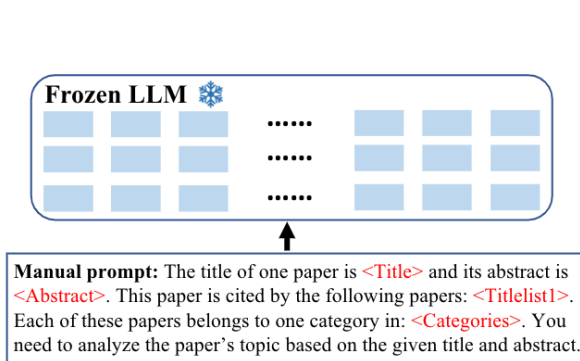 Frozen LLM
......
......
......
Manual prompt: The title of one paper is <Title> and its abstract is
<Abstract>. This paper is cited by the following papers: <Titlelist1>.
Each of these papers belongs to one category in: <Categories>. You
need to analyze the paper’s topic based on the given title and abstract.